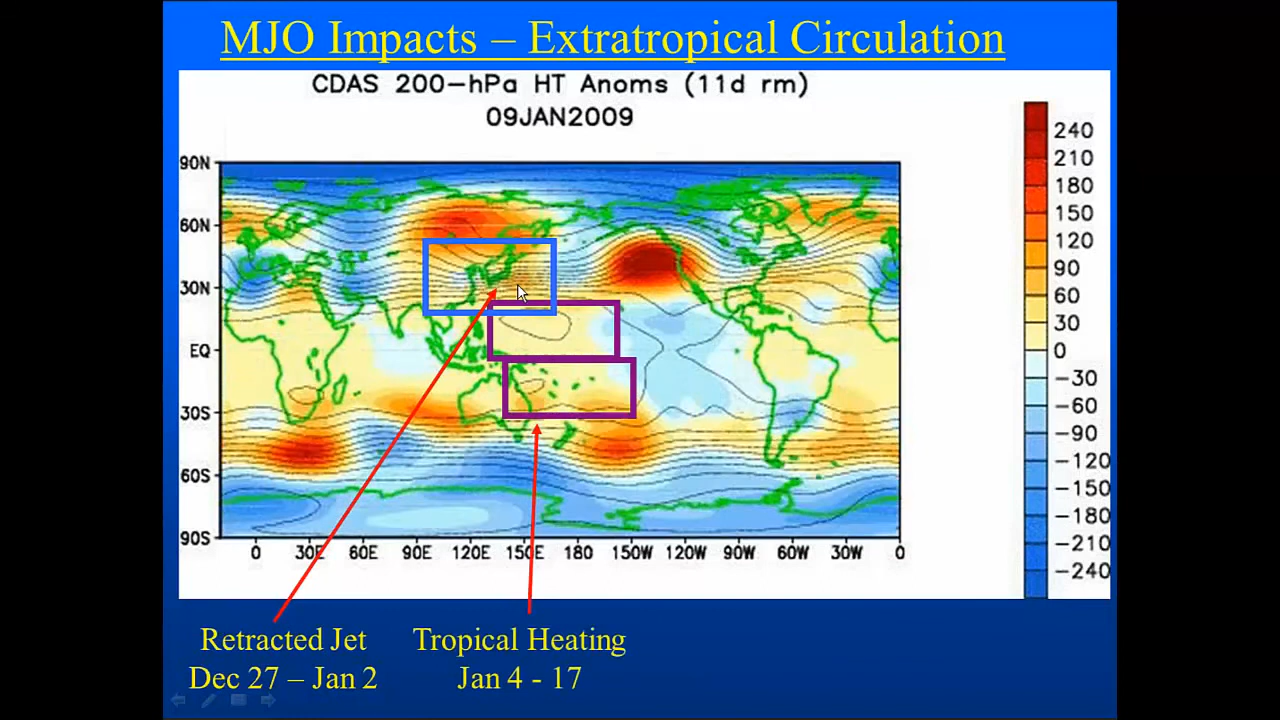 MJO Impacts – Extratropical Circulation
CDAS 200-hPa HT Anoms (11d rm)
09JAN2009
90N
60N
30N
EQ
30S
60S
90S
0 30E 60E 90E 120E 150E 180 150W 120W 90W 60W 30W 0
240
210
180
150
120
90
60
30
0
-30
-60
-90
-120
-150
-180
-210
-240
Retracted Jet
Dec 27 – Jan 2
Tropical Heating
Jan 4 - 17